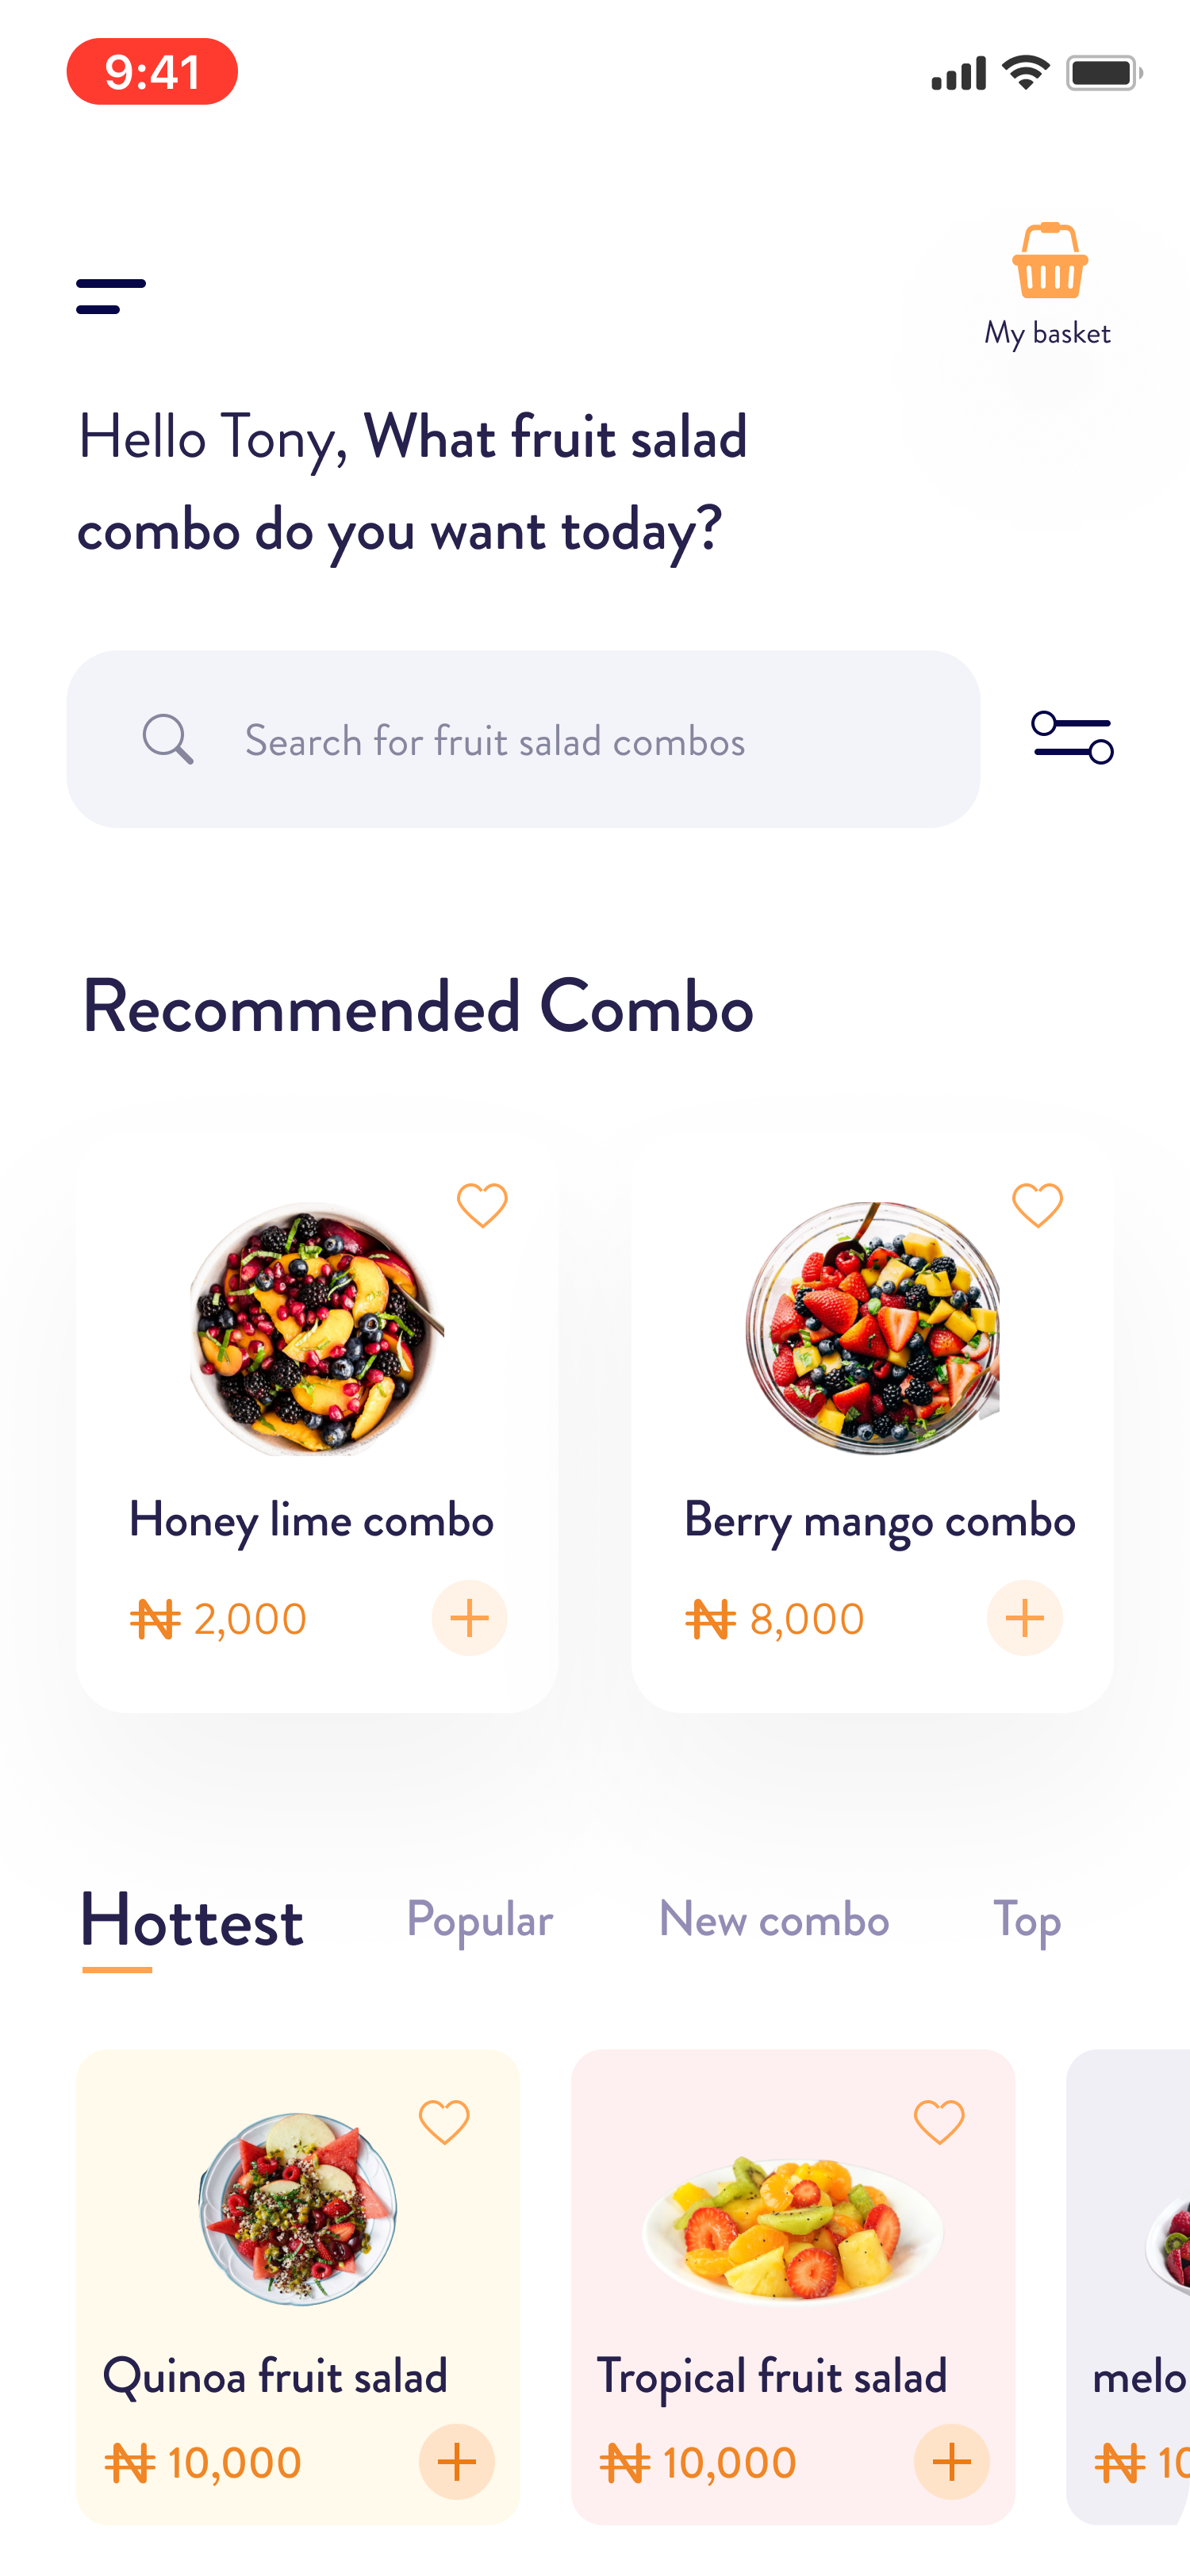 9:41
My basket
Hello Tony, What fruit salad
combo do you want today?
Search for fruit salad combos
Recommended Combo
Honey lime combo
Berry mango combo
₦ 2,000
₦ 8,000
Hottest
Popular
New combo
Top
Quinoa fruit salad
Tropical fruit salad
melo
₦ 10,000
₦ 10,000
₦ 10